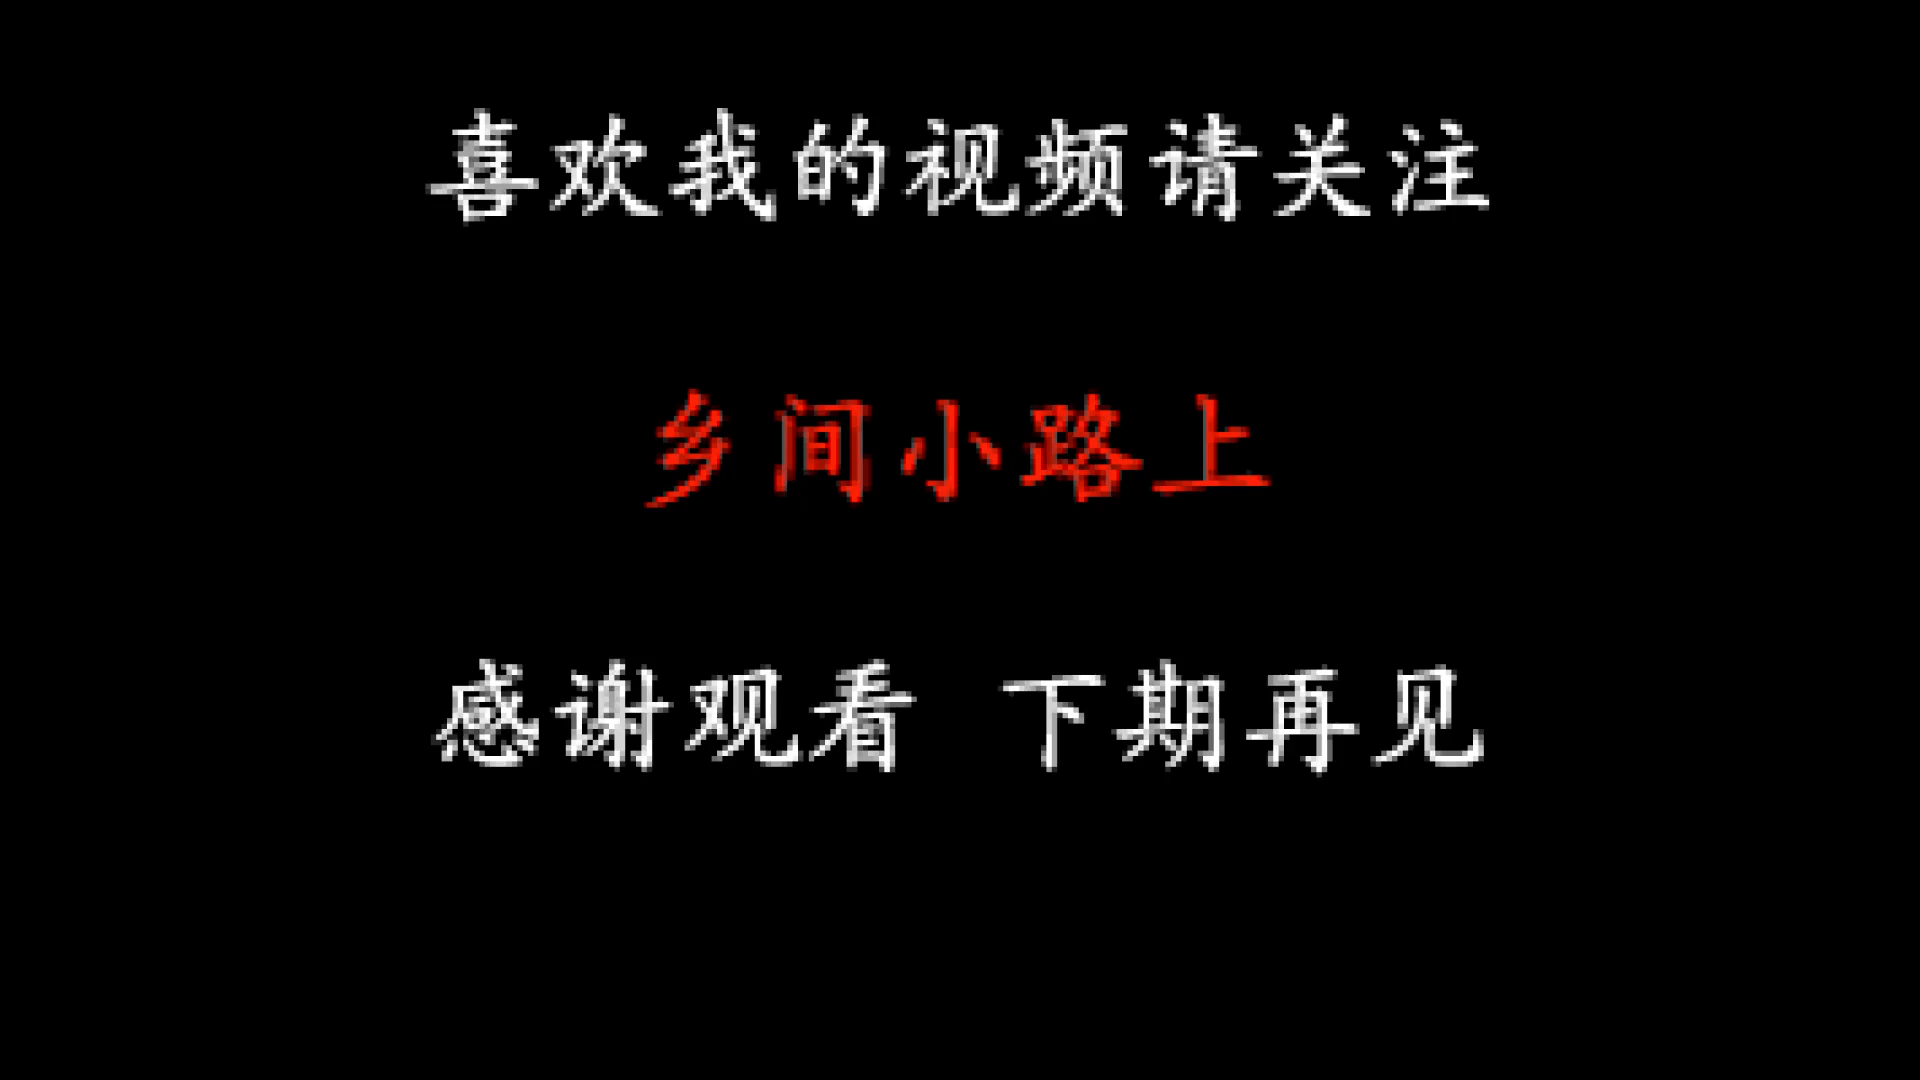 喜欢我的视频请关注
乡间小路上
感谢观看 下期再见